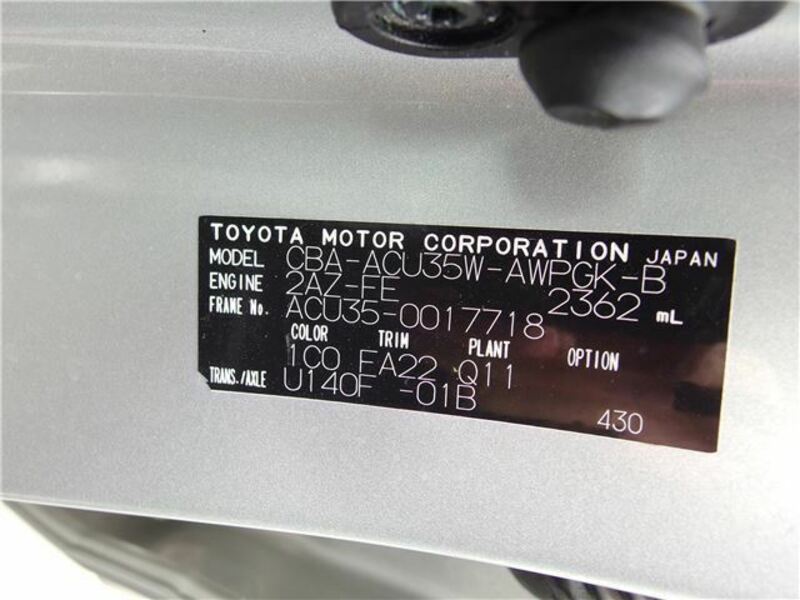 TOYOTA MOTOR CORPORATION JAPAN
MODEL CBA-ACU35W-AWPGK-B
ENGINE 2AZ-FE 2362 mL
FRAME No. ACU35-0017718
COLOR TRIM PLANT OPTION
1C0 FA22 Q11
TRANS./AXLE U140F -01B
430